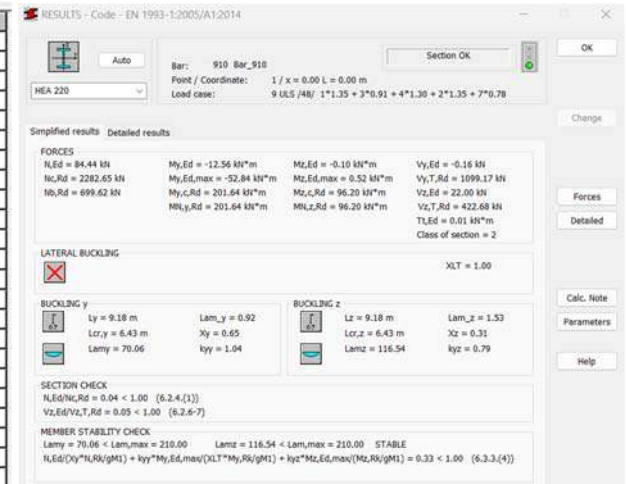 RESULTS - Code - EN 1993-1:2005/A1:2014
Auto
HEA 220
Bar: 910 Bar_910
Point / Coordinate: 1 / x = 0.00 L = 0.00 m
Load case: 9 ULS /48/ 1*1.35 + 3*0.91 + 4*1.30 + 2*1.35 + 7*0.78
Section OK
OK
Change
Simplified results Detailed results
FORCES
N,Ed = 84.44 kN My,Ed = -12.56 kN*m Mz,Ed = -0.10 kN*m Vy,Ed = -0.16 kN
Nc,Rd = 2282.65 kN My,Ed,max = -52.84 kN*m Mz,Ed,max = 0.52 kN*m Vy,T,Rd = 1099.17 kN
Nb,Rd = 699.62 kN My,c,Rd = 201.64 kN*m Mz,c,Rd = 96.20 kN*m Vz,Ed = 22.00 kN
MN,y,Rd = 201.64 kN*m MN,z,Rd = 96.20 kN*m Vz,T,Rd = 422.68 kN
Tt,Ed = 0.01 kN*m
Class of section = 2
Forces
Detailed
LATERAL BUCKLING
XLT = 1.00
BUCKLING y
Ly = 9.18 m Lam_y = 0.92
Lcr,y = 6.43 m Xy = 0.65
Lamy = 70.06 kyy = 1.04
BUCKLING z
Lz = 9.18 m Lam_z = 1.53
Lcr,z = 6.43 m Xz = 0.31
Lamz = 116.54 kyz = 0.79
Calc. Note
Parameters
Help
SECTION CHECK
N,Ed/Nc,Rd = 0.04 < 1.00 (6.2.4.(1))
Vz,Ed/Vz,T,Rd = 0.05 < 1.00 (6.2.6-7)
MEMBER STABILITY CHECK
Lamy = 70.06 < Lam,max = 210.00 Lamz = 116.54 < Lam,max = 210.00 STABLE
N,Ed/(Xy*N,Rk/gM1) + kyy*My,Ed,max/(XLT*My,Rk/gM1) + kyz*Mz,Ed,max/(Mz,Rk/gM1) = 0.33 < 1.00 (6.3.3.(4))